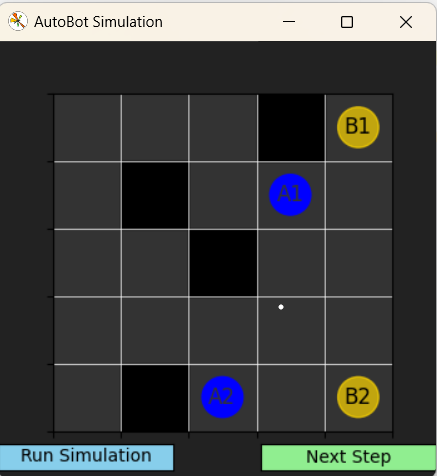 AutoBot Simulation
B1
A1
A2
B2
Run Simulation
Next Step